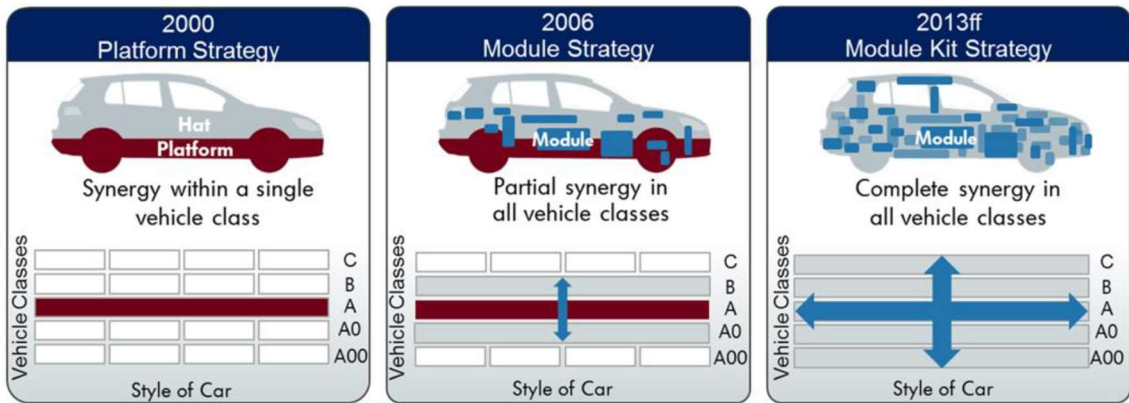 2000
Platform Strategy
Hat
Platform
Synergy within a single
vehicle class
Vehicle Classes
C
B
A
A0
A00
Style of Car
2006
Module Strategy
Module
Partial synergy in
all vehicle classes
Vehicle Classes
C
B
A
A0
A00
Style of Car
2013ff
Module Kit Strategy
Module
Complete synergy in
all vehicle classes
Vehicle Classes
C
B
A
A0
A00
Style of Car